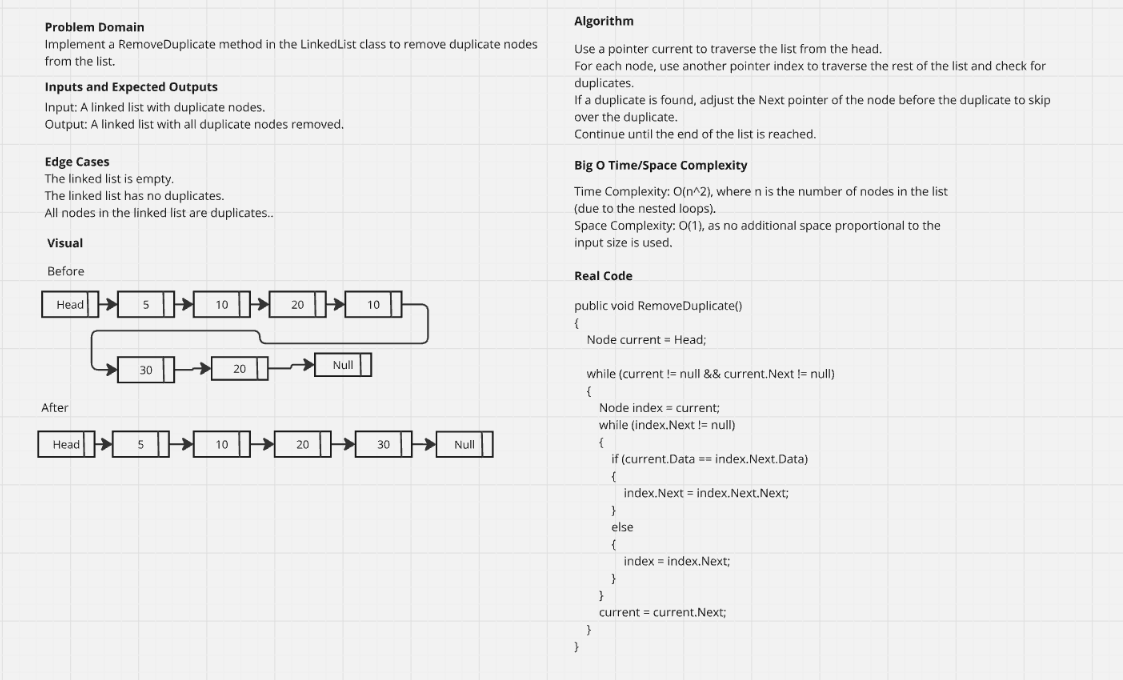 Problem Domain
Implement a RemoveDuplicate method in the LinkedList class to remove duplicate nodes
from the list.
Inputs and Expected Outputs
Input: A linked list with duplicate nodes.
Output: A linked list with all duplicate nodes removed.
Edge Cases
The linked list is empty.
The linked list has no duplicates.
All nodes in the linked list are duplicates..
Visual
Before
Head 5 10 20 10
30 20 Null
After
Head 5 10 20 30 Null
Algorithm
Use a pointer current to traverse the list from the head.
For each node, use another pointer index to traverse the rest of the list and check for
duplicates.
If a duplicate is found, adjust the Next pointer of the node before the duplicate to skip
over the duplicate.
Continue until the end of the list is reached.
Big O Time/Space Complexity
Time Complexity: O(n^2), where n is the number of nodes in the list
(due to the nested loops).
Space Complexity: O(1), as no additional space proportional to the
input size is used.
Real Code
public void RemoveDuplicate()
{
    Node current = Head;
    while (current != null && current.Next != null)
    {
        Node index = current;
        while (index.Next != null)
        {
            if (current.Data == index.Next.Data)
            {
                index.Next = index.Next.Next;
            }
            else
            {
                index = index.Next;
            }
        }
        current = current.Next;
    }
}